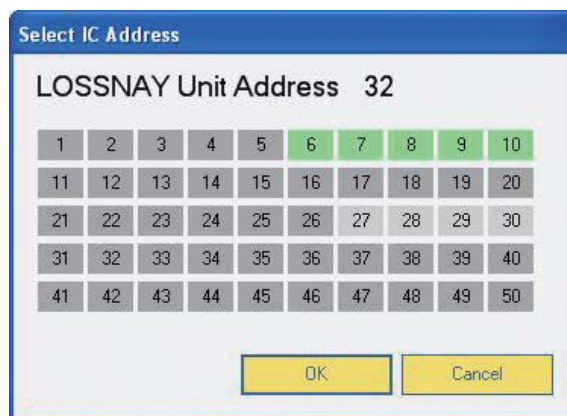 Select IC Address
LOSSNAY Unit Address 32
1 2 3 4 5 6 7 8 9 10
11 12 13 14 15 16 17 18 19 20
21 22 23 24 25 26 27 28 29 30
31 32 33 34 35 36 37 38 39 40
41 42 43 44 45 46 47 48 49 50
OK Cancel